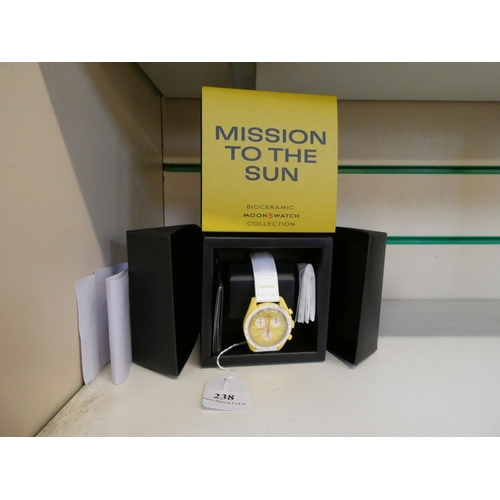 MISSION
TO THE
SUN
BIOCERAMIC
MOONSWATCH
COLLECTION
238